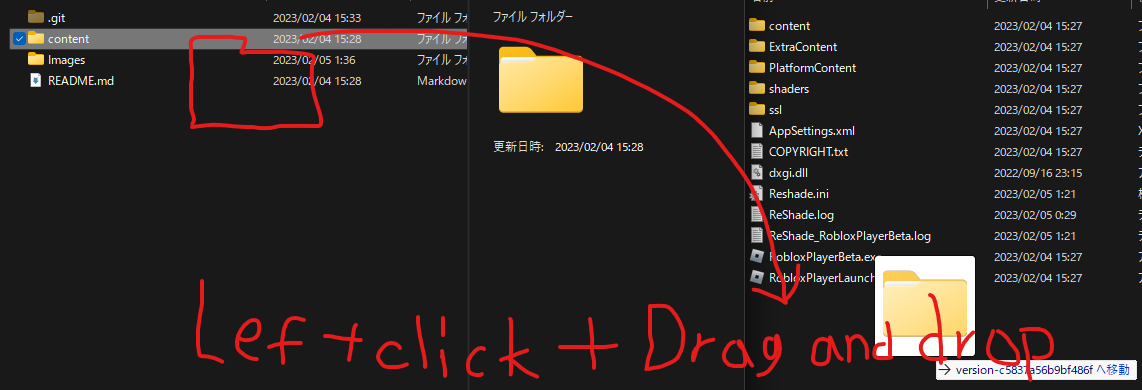 .git 2023/02/04 15:33 ファイル フォ
content 2023/02/04 15:28 ファイル フォ
Images 2023/02/05 1:36 ファイル フォ
README.md 2023/02/04 15:28 Markdow
ファイル フォルダー
更新日時: 2023/02/04 15:28
content 2023/02/04 15:27
ExtraContent 2023/02/04 15:27
PlatformContent 2023/02/04 15:27
shaders 2023/02/04 15:27
ssl 2023/02/04 15:27
AppSettings.xml 2023/02/04 15:27
COPYRIGHT.txt 2023/02/04 15:27
dxgi.dll 2022/09/16 23:15
Reshade.ini 2023/02/05 1:21
ReShade.log 2023/02/05 0:29
ReShade_RobloxPlayerBeta.log 2023/02/05 1:21
RobloxPlayerBeta.ex 2023/02/04 15:27
RobloxPlayerLaunch 2023/02/04 15:27
Left click + Drag and drop
→ version-c5837a56b9bf486f へ移動